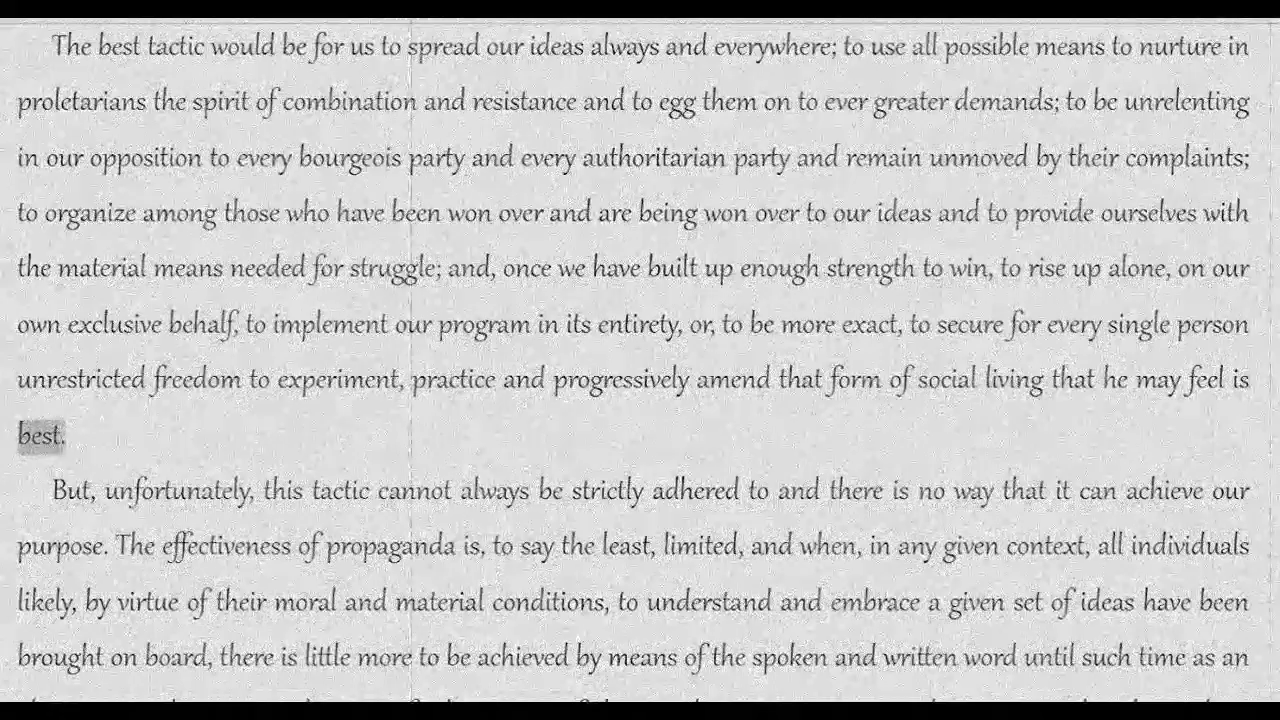 The best tactic would be for us to spread our ideas always and everywhere; to use all possible means to nurture in
proletarians the spirit of combination and resistance and to egg them on to ever greater demands; to be unrelenting
in our opposition to every bourgeois party and every authoritarian party and remain unmoved by their complaints;
to organize among those who have been won over and are being won over to our ideas and to provide ourselves with
the material means needed for struggle; and, once we have built up enough strength to win, to rise up alone, on our
own exclusive behalf, to implement our program in its entirety, or, to be more exact, to secure for every single person
unrestricted freedom to experiment, practice and progressively amend that form of social living that he may feel is
best.
But, unfortunately, this tactic cannot always be strictly adhered to and there is no way that it can achieve our
purpose. The effectiveness of propaganda is, to say the least, limited, and when, in any given context, all individuals
likely, by virtue of their moral and material conditions, to understand and embrace a given set of ideas have been
brought on board, there is little more to be achieved by means of the spoken and written word until such time as an